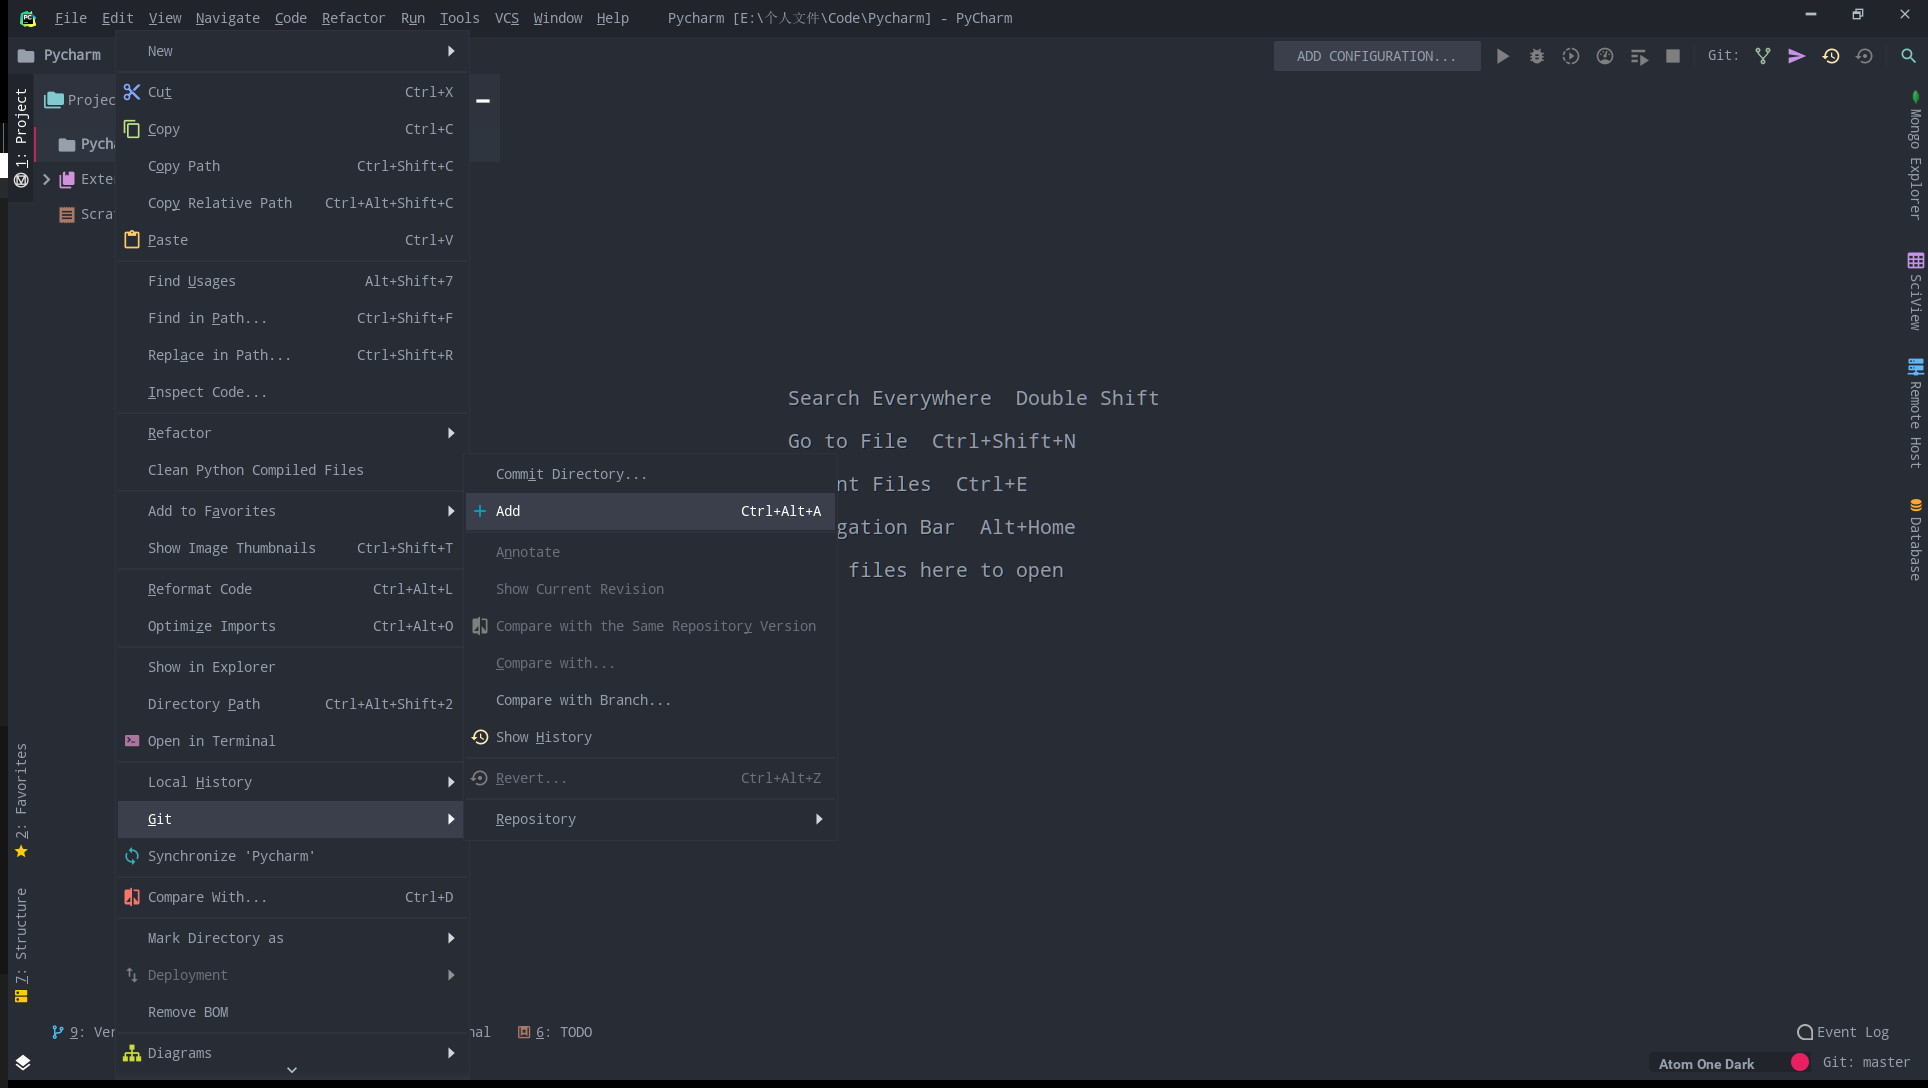 File Edit View Navigate Code Refactor Run Tools VCS Window Help Pycharm [E:\个人文件\Code\Pycharm] - PyCharm
Pycharm
ADD CONFIGURATION...
Git:
New
Cut Ctrl+X
Copy Ctrl+C
Copy Path Ctrl+Shift+C
Copy Relative Path Ctrl+Alt+Shift+C
Paste Ctrl+V
Find Usages Alt+Shift+7
Find in Path... Ctrl+Shift+F
Replace in Path... Ctrl+Shift+R
Inspect Code...
Refactor
Clean Python Compiled Files
Add to Favorites
Show Image Thumbnails Ctrl+Shift+T
Reformat Code Ctrl+Alt+L
Optimize Imports Ctrl+Alt+O
Show in Explorer
Directory Path Ctrl+Alt+Shift+2
Open in Terminal
Local History
Git
Synchronize 'Pycharm'
Compare With... Ctrl+D
Mark Directory as
Deployment
Remove BOM
Diagrams
Commit Directory...
Add Ctrl+Alt+A
Annotate
Show Current Revision
Compare with the Same Repository Version
Compare with...
Compare with Branch...
Show History
Revert... Ctrl+Alt+Z
Repository
Search Everywhere Double Shift
Go to File Ctrl+Shift+N
nt Files Ctrl+E
gation Bar Alt+Home
files here to open
1: Project
Projec
Pycha
Exte
Scra
2: Favorites
7: Structure
Mongo Explorer
SciView
Remote Host
Database
9: Ver
nal
6: TODO
Event Log
Atom One Dark
Git: master